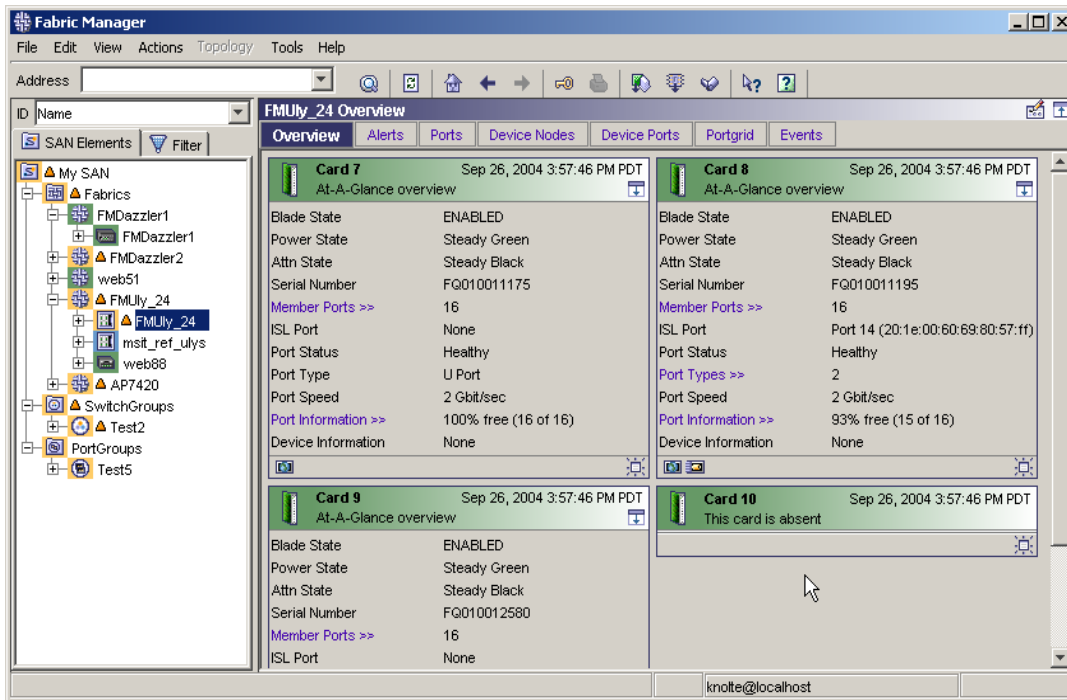 Fabric Manager
File Edit View Actions Topology Tools Help
Address
ID Name
SAN Elements Filter
My SAN
Fabrics
FMDazzler1
FMDazzler1
FMDazzler2
web51
FMUly_24
FMUly_24
msit_ref_ulys
web88
AP7420
SwitchGroups
Test2
PortGroups
Test5
FMUly_24 Overview
Overview Alerts Ports Device Nodes Device Ports Portgrid Events
Card 7 Sep 26, 2004 3:57:46 PM PDT
At-A-Glance overview
Blade State ENABLED
Power State Steady Green
Attn State Steady Black
Serial Number FQ010011175
Member Ports >> 16
ISL Port None
Port Status Healthy
Port Type U Port
Port Speed 2 Gbit/sec
Port Information >> 100% free (16 of 16)
Device Information None
Card 8 Sep 26, 2004 3:57:46 PM PDT
At-A-Glance overview
Blade State ENABLED
Power State Steady Green
Attn State Steady Black
Serial Number FQ010011195
Member Ports >> 16
ISL Port Port 14 (20:1e:00:60:69:80:57:ff)
Port Status Healthy
Port Types >> 2
Port Speed 2 Gbit/sec
Port Information >> 93% free (15 of 16)
Device Information None
Card 9 Sep 26, 2004 3:57:46 PM PDT
At-A-Glance overview
Blade State ENABLED
Power State Steady Green
Attn State Steady Black
Serial Number FQ010012580
Member Ports >> 16
ISL Port None
Card 10 Sep 26, 2004 3:57:46 PM PDT
This card is absent
knolte@localhost